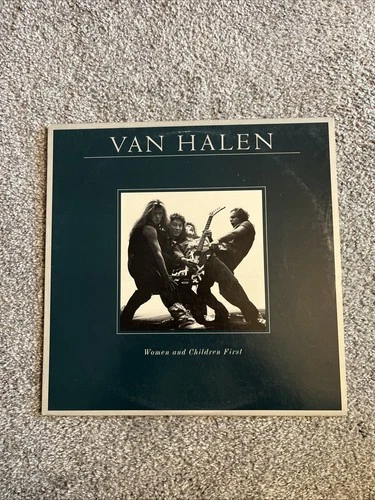 VAN HALEN
Women and Children First